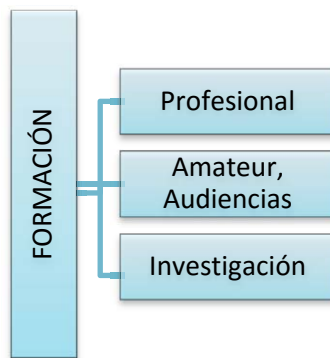 FORMACIÓN
Profesional
Amateur,
Audiencias
Investigación